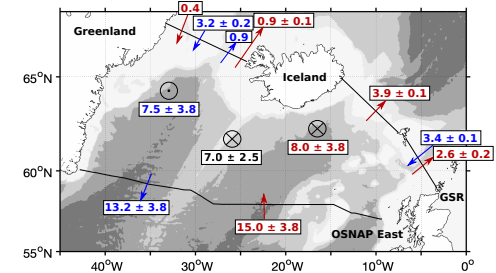 0.4
3.2 ± 0.2
0.9 ± 0.1
Greenland
0.9
65°N
Iceland
3.9 ± 0.1
7.5 ± 3.8
3.4 ± 0.1
7.0 ± 2.5
8.0 ± 3.8
2.6 ± 0.2
60°N
GSR
13.2 ± 3.8
15.0 ± 3.8
OSNAP East
55°N
40°W
30°W
20°W
10°W
0°